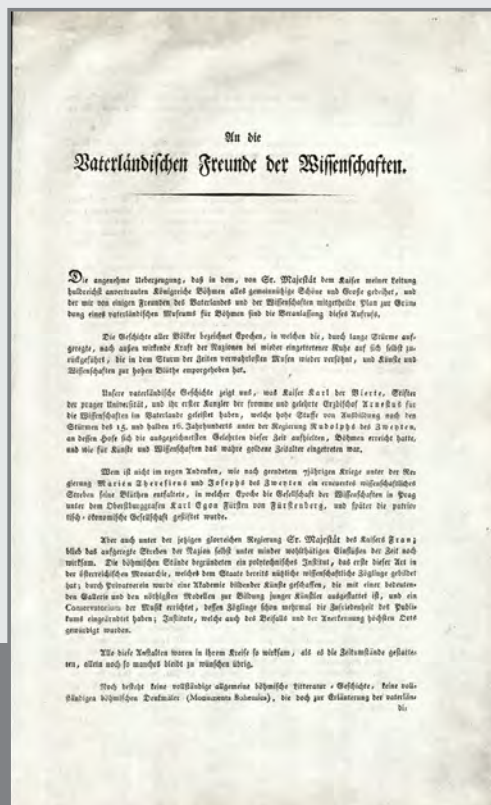 An die
Vaterländischen Freunde der Wissenschaften.
Die angenehme Ueberzeugung, daß in dem, von Sr. Majestät dem Kaiser meiner Leitung
huldreichst anvertrauten Königreiche Böhmen alles gemeinnützige Schöne und Große gedeihet, und
der mir von einigen Freunden des Vaterlandes und der Wissenschaften mitgetheilte Plan zur Grün
dung eines vaterländischen Museums für Böhmen sind die Veranlassung dieses Aufrufs.
Die Geschichte aller Völker bezeichnet Epochen, in welchen die, durch lange Stürme auf-
geregte, nach außen wirkende Kraft der Nazionen bei wieder eingetretener Ruhe auf sich selbst zu-
rückgeführt, die in dem Sturm der Zeiten verwahrlosten Musen wieder versöhnt, und Künste und
Wissenschaften zur hohen Blüthe emporgehoben hat.
Unsere vaterländische Geschichte zeigt uns, was Kaiser Karl der Vierte, Stifter
der prager Universität, und ihr erster Kanzler der fromme und gelehrte Erzbischof Arnestus für
die Wissenschaften im Vaterlande geleistet haben, welche hohe Stuffe von Ausbildung nach den
Stürmen des 15. und halben 16. Jahrhunderts unter der Regierung Rudolphs des Zweyten,
an dessen Hofe sich die ausgezeichnetsten Gelehrten dieser Zeit aufhielten, Böhmen erreicht hatte,
und wie für Künste und Wissenschaften das wahre goldene Zeitalter eingetreten war.
Wem ist nicht im regen Andenken, wie nach geendetem 7jährigen Kriege unter der Re-
gierung Marien Theresiens und Josephs des Zweyten ein erneuertes wissenschaftliches
Streben seine Blüthen entfaltete, in welcher Epoche die Gesellschaft der Wissenschaften in Prag
unter dem Oberstburggrafen Karl Egon Fürsten von Fürstenberg, und später die patrio-
tisch-ökonomische Gesellschaft gestiftet wurde.
Aber auch unter der jetzigen glorreichen Regierung Sr. Majestät des Kaisers Franz
blieb das aufgeregte Streben der Nazion selbst unter minder wohlthätigen Einflüssen der Zeit noch
wirksam. Die böhmischen Stände begründeten ein polytechnisches Institut, das erste dieser Art in
der österreichischen Monarchie, welches dem Staate bereits nützliche wissenschaftliche Zöglinge gebildet
hat; durch Privatverein wurde eine Akademie bildender Künste geschaffen, die mit einer bedeuten-
den Gallerie und den nöthigsten Modellen zur Bildung junger Künstler ausgestattet ist, und ein
Conservatorium der Musik errichtet, dessen Zöglinge schon mehrmal die Zufriedenheit des Publi-
kums eingeärndtet haben; Institute, welche auch des Beifalls und der Anerkennung höchsten Orts
gewürdigt wurden.
Alle diese Anstalten waren in ihrem Kreise so wirksam, als es die Zeitumstände gestatte-
ten, allein noch so manches bleibt zu wünschen übrig.
Noch besteht keine vollständige allgemeine böhmische Litteratur-Geschichte, keine voll-
ständigen böhmischen Denkmäler (Monumenta Bohemica), die doch zur Erläuterung der vaterlän-
di-